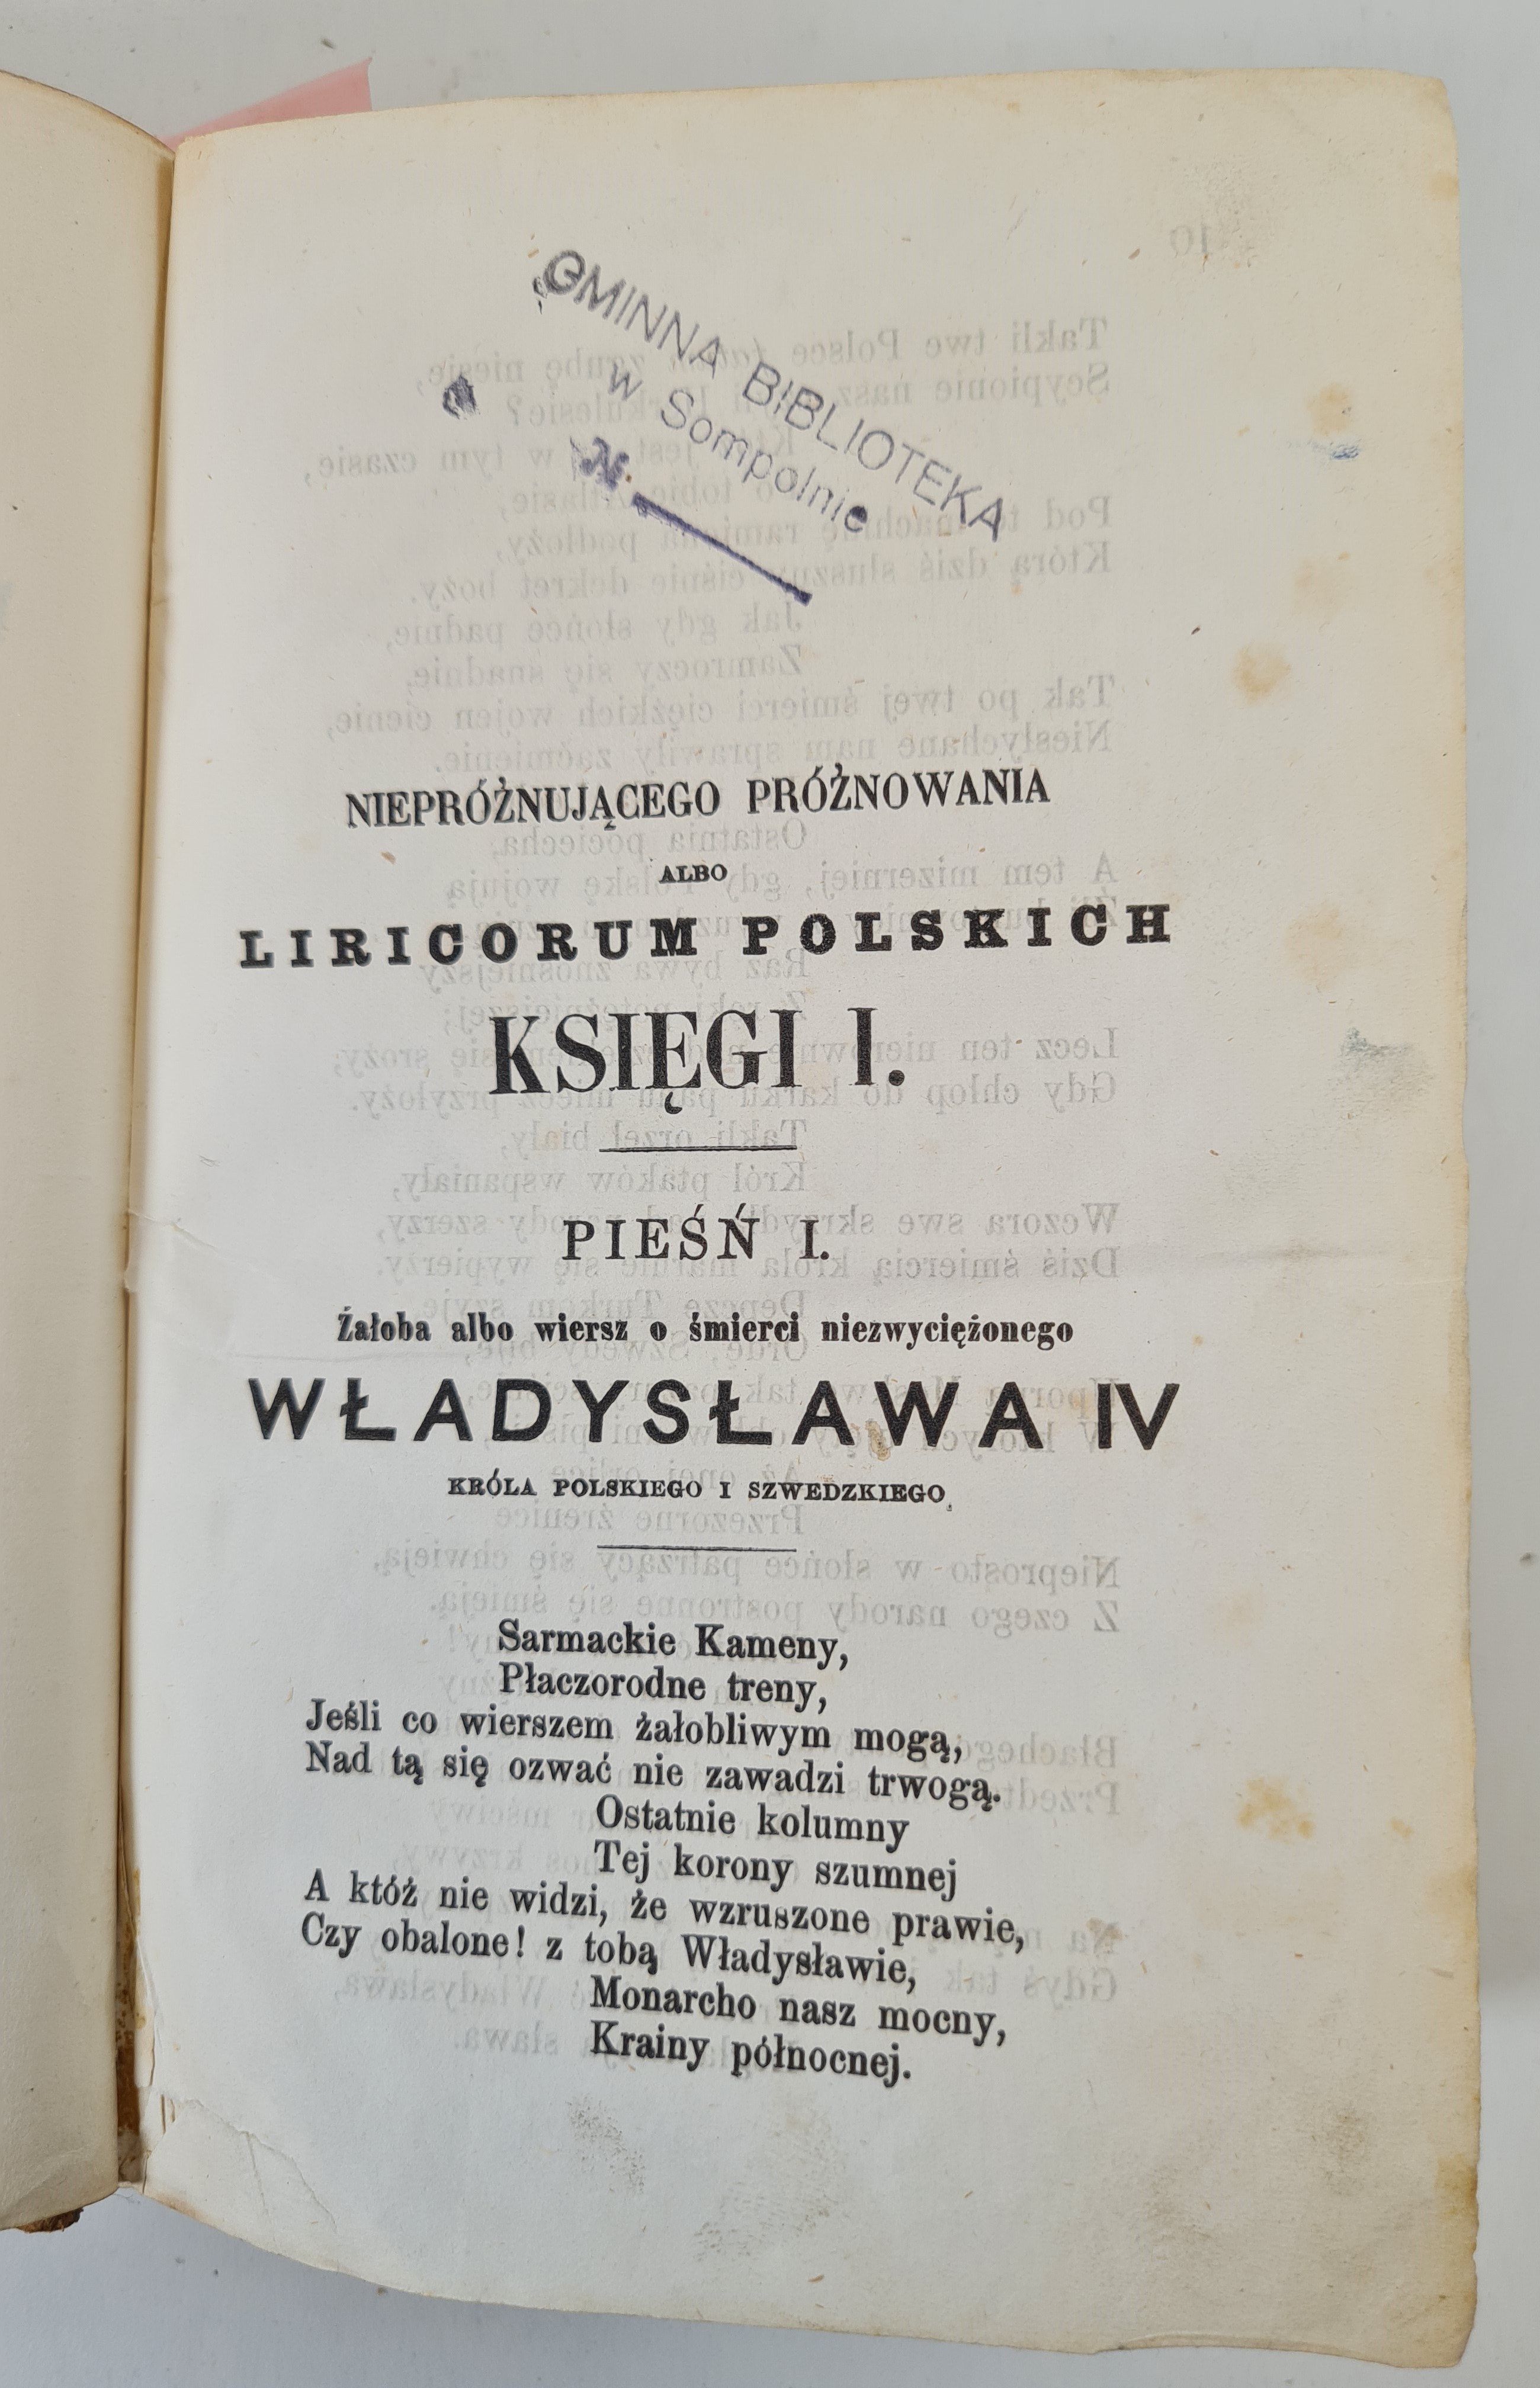 GMINNA BIBLIOTEKA
w Sompolnie
N.
NIEPRÓŻNUJĄCEGO PRÓŻNOWANIA
ALBO
LIRICORUM POLSKICH
KSIĘGI I.
PIEŚŃ I.
Żałoba albo wiersz o śmierci niezwyciężonego
WŁADYSŁAWA IV
KRÓLA POLSKIEGO I SZWEDZKIEGO.
Sarmackie Kameny,
Płaczorodne treny,
Jeśli co wierszem żałobliwym mogą,
Nad tą się ozwać nie zawadzi trwogą.
Ostatnie kolumny
Tej korony szumnej
A któż nie widzi, że wzruszone prawie,
Czy obalone! z tobą Władysławie,
Monarcho nasz mocny,
Krainy północnej.